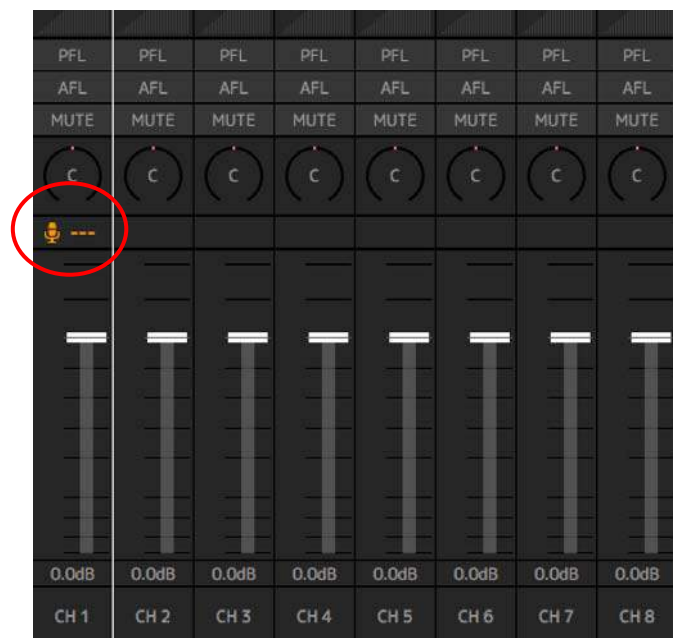 PFL PFL PFL PFL PFL PFL PFL PFL
AFL AFL AFL AFL AFL AFL AFL AFL
MUTE MUTE MUTE MUTE MUTE MUTE MUTE MUTE
C C C C C C C C
---
0.0dB 0.0dB 0.0dB 0.0dB 0.0dB 0.0dB 0.0dB 0.0dB
CH 1 CH 2 CH 3 CH 4 CH 5 CH 6 CH 7 CH 8